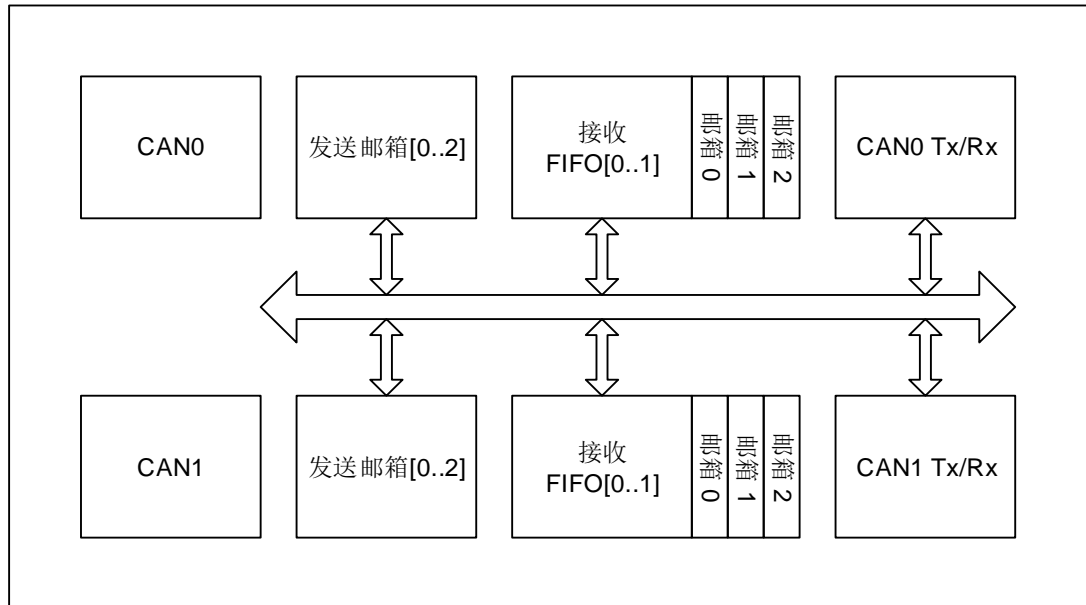 CAN0
发送邮箱[0..2]
接收
FIFO[0..1]
邮箱 0
邮箱 1
邮箱 2
CAN0 Tx/Rx
CAN1
发送邮箱[0..2]
接收
FIFO[0..1]
邮箱 0
邮箱 1
邮箱 2
CAN1 Tx/Rx